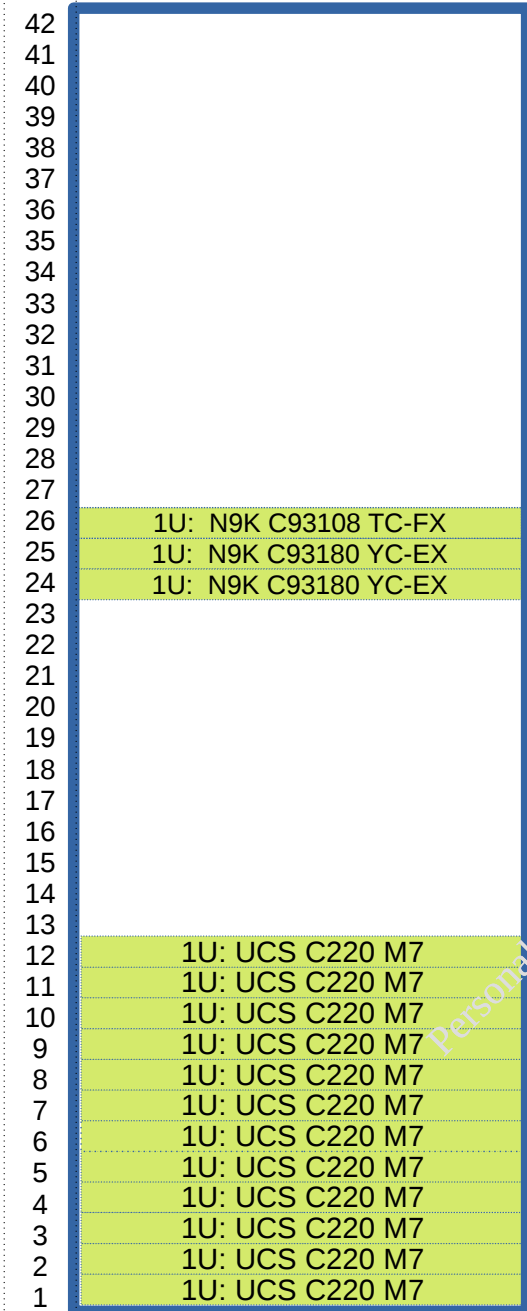 42
41
40
39
38
37
36
35
34
33
32
31
30
29
28
27
26 1U: N9K C93108 TC-FX
25 1U: N9K C93180 YC-EX
24 1U: N9K C93180 YC-EX
23
22
21
20
19
18
17
16
15
14
13
12 1U: UCS C220 M7
11 1U: UCS C220 M7
10 1U: UCS C220 M7
9 1U: UCS C220 M7
8 1U: UCS C220 M7
7 1U: UCS C220 M7
6 1U: UCS C220 M7
5 1U: UCS C220 M7
4 1U: UCS C220 M7
3 1U: UCS C220 M7
2 1U: UCS C220 M7
1 1U: UCS C220 M7
Personal